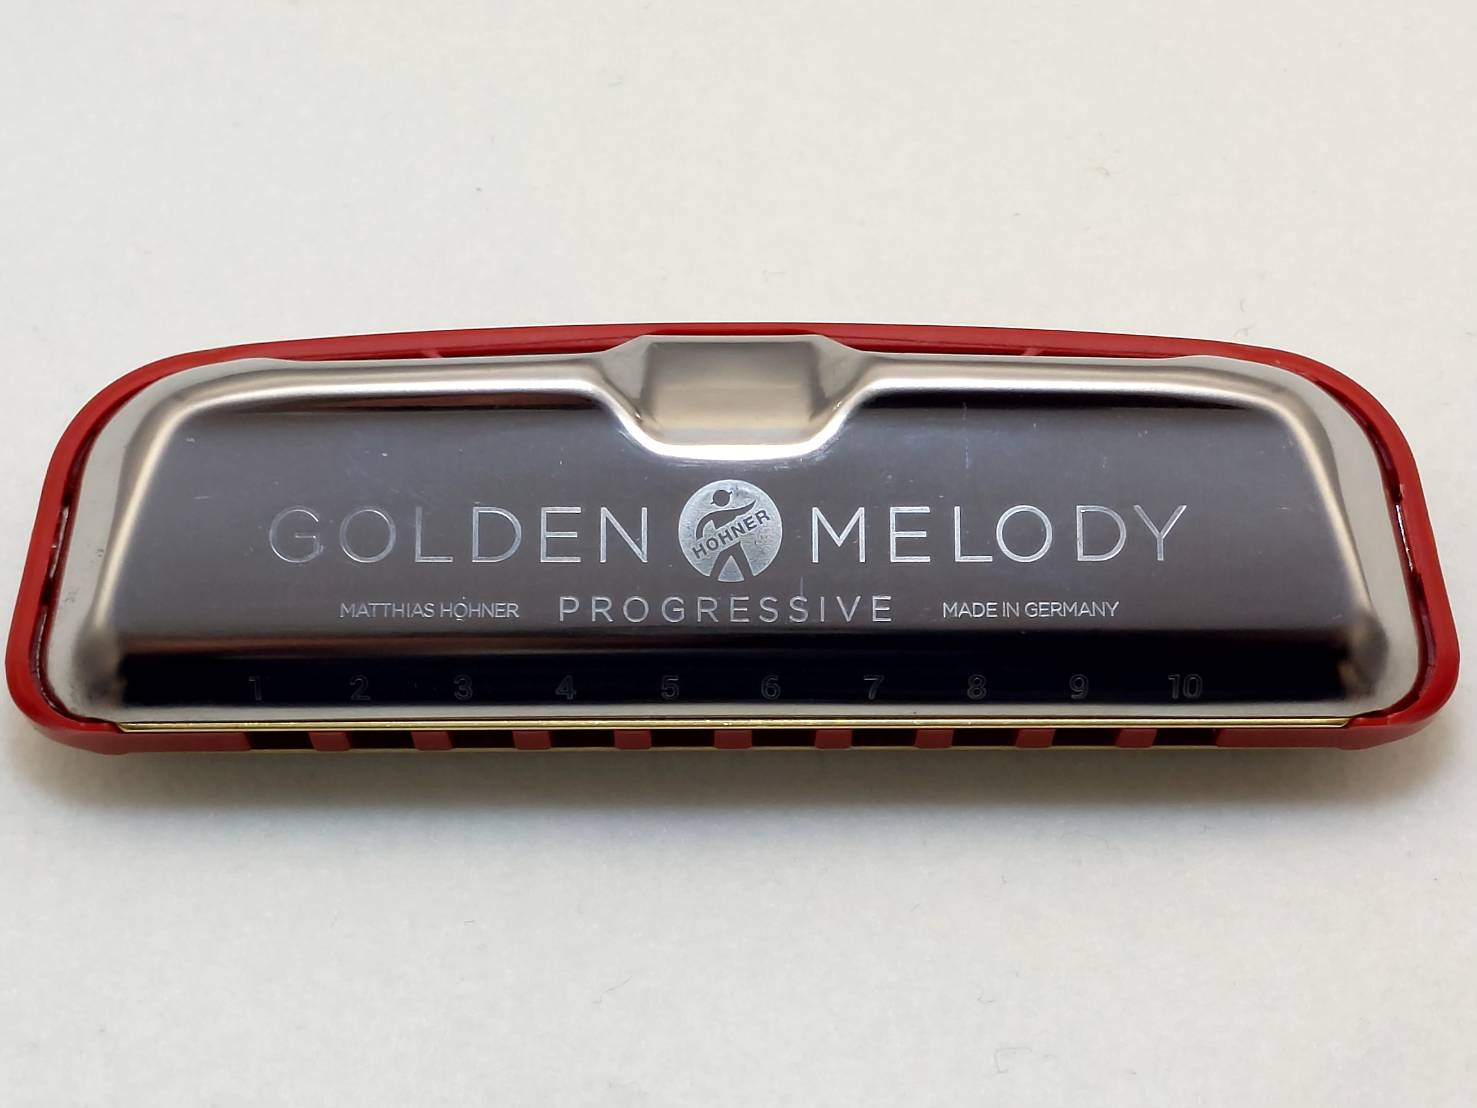 GOLDEN HOHNER MELODY
MATTHIAS HOHNER PROGRESSIVE MADE IN GERMANY
1 2 3 4 5 6 7 8 9 10